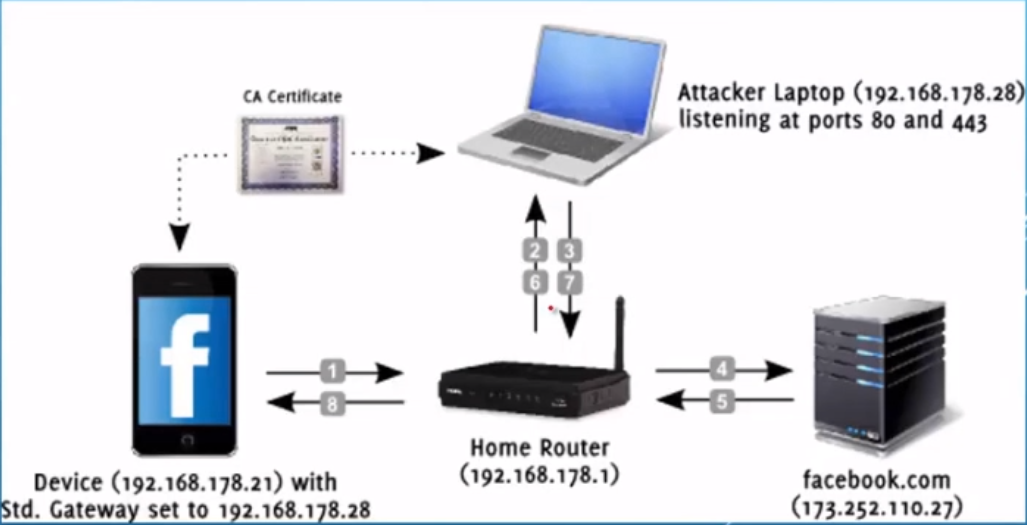 CA Certificate
Attacker Laptop (192.168.178.28)
listening at ports 80 and 443
2
3
6
7
f
1
8
4
5
Home Router
(192.168.178.1)
Device (192.168.178.21) with
Std. Gateway set to 192.168.178.28
facebook.com
(173.252.110.27)